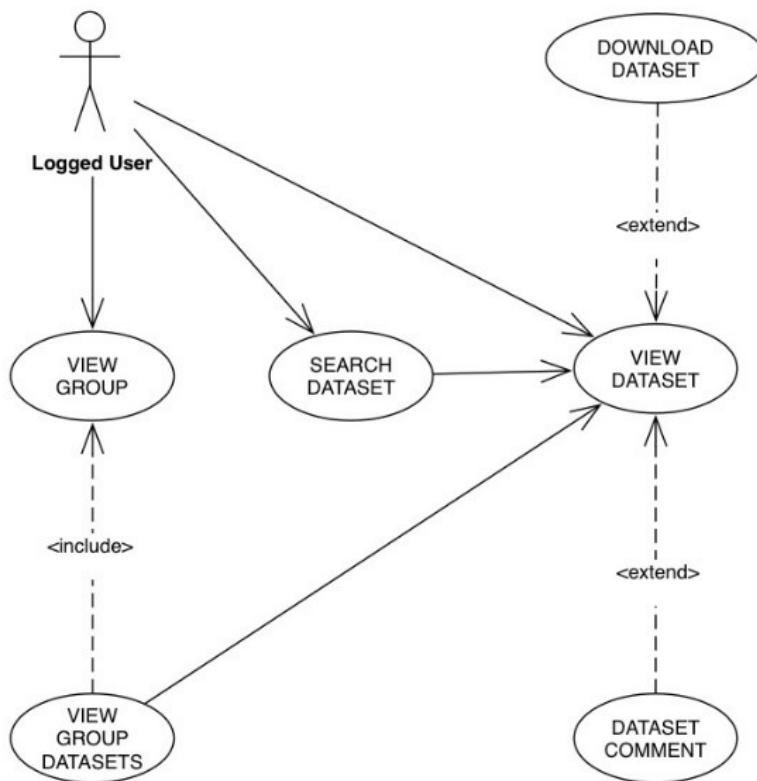 DOWNLOAD
DATASET
Logged User
<extend>
VIEW
GROUP
SEARCH
DATASET
VIEW
DATASET
<include>
<extend>
VIEW
GROUP
DATASETS
DATASET
COMMENT